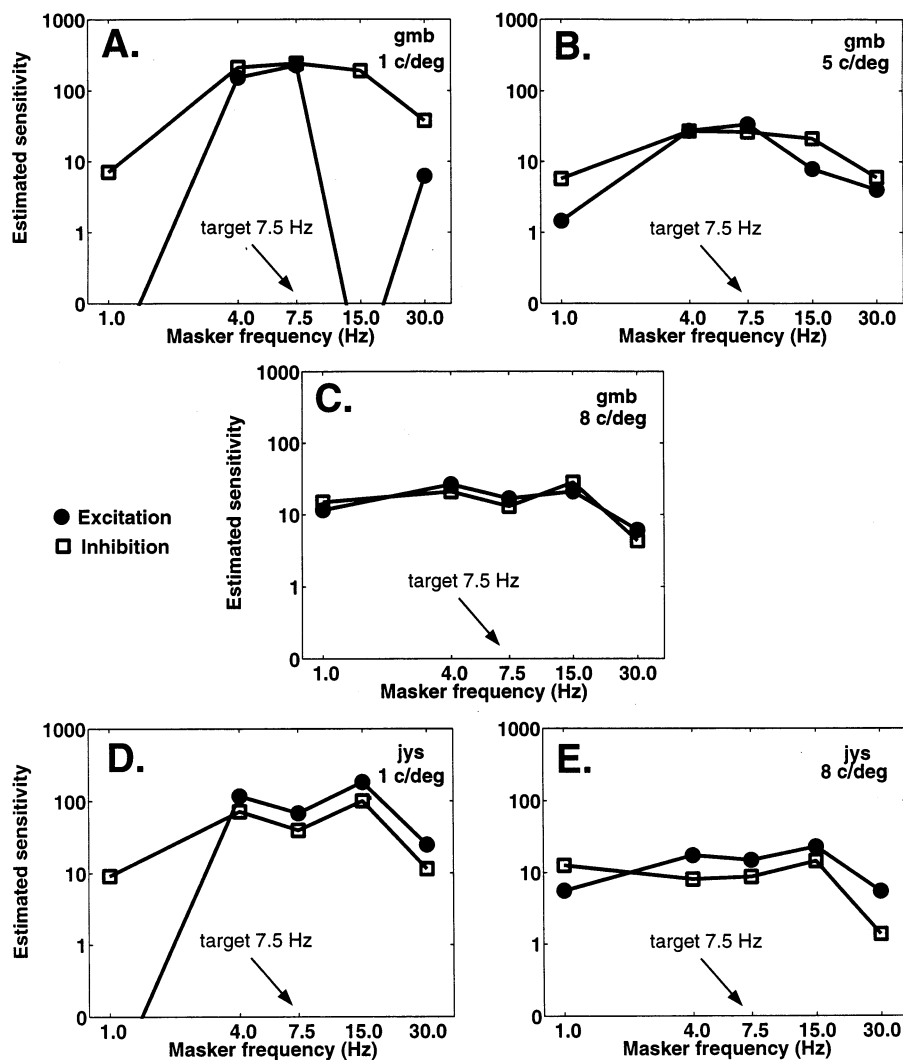 A.
gmb
1 c/deg
1000
100
10
1
0
Estimated sensitivity
target 7.5 Hz
1.0 4.0 7.5 15.0 30.0
Masker frequency (Hz)
B.
gmb
5 c/deg
1000
100
10
1
0
target 7.5 Hz
1.0 4.0 7.5 15.0 30.0
Masker frequency (Hz)
Excitation
Inhibition
C.
gmb
8 c/deg
1000
100
10
1
0
Estimated sensitivity
target 7.5 Hz
1.0 4.0 7.5 15.0 30.0
Masker frequency (Hz)
D.
jys
1 c/deg
1000
100
10
1
0
Estimated sensitivity
target 7.5 Hz
1.0 4.0 7.5 15.0 30.0
Masker frequency (Hz)
E.
jys
8 c/deg
1000
100
10
1
0
target 7.5 Hz
1.0 4.0 7.5 15.0 30.0
Masker frequency (Hz)